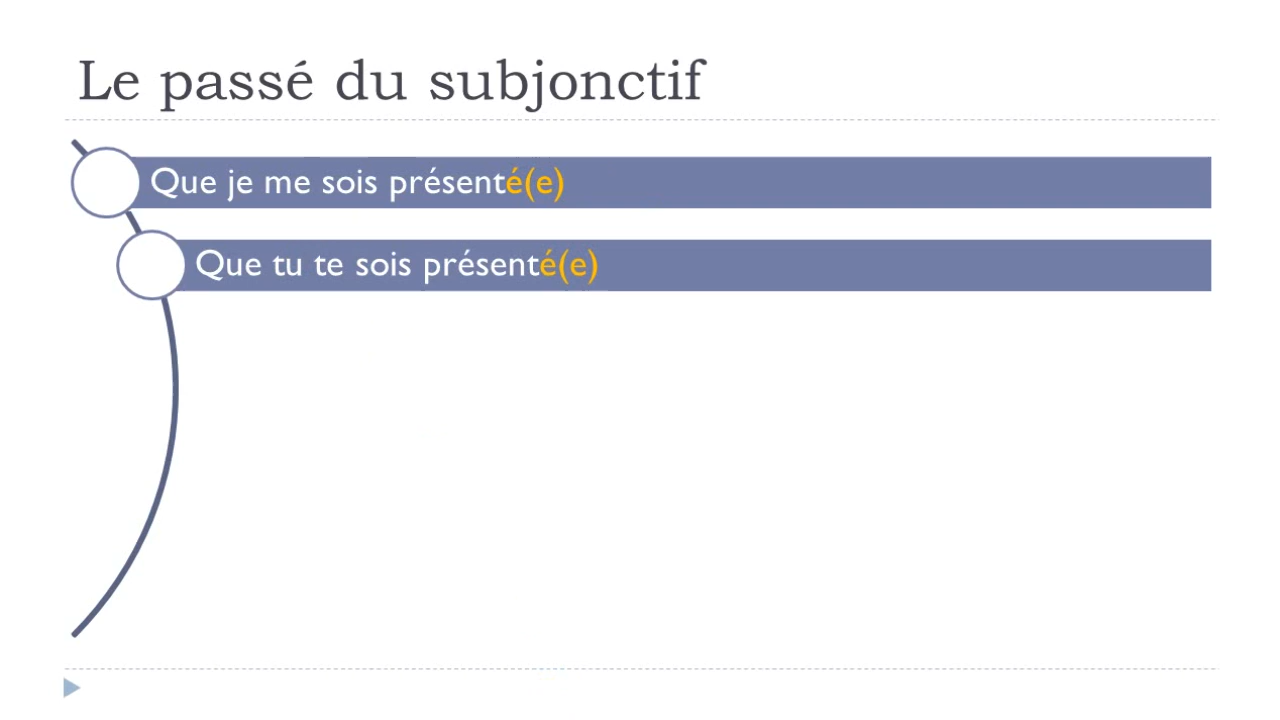 Le passé du subjonctif
Que je me sois présenté(e)
Que tu te sois présenté(e)